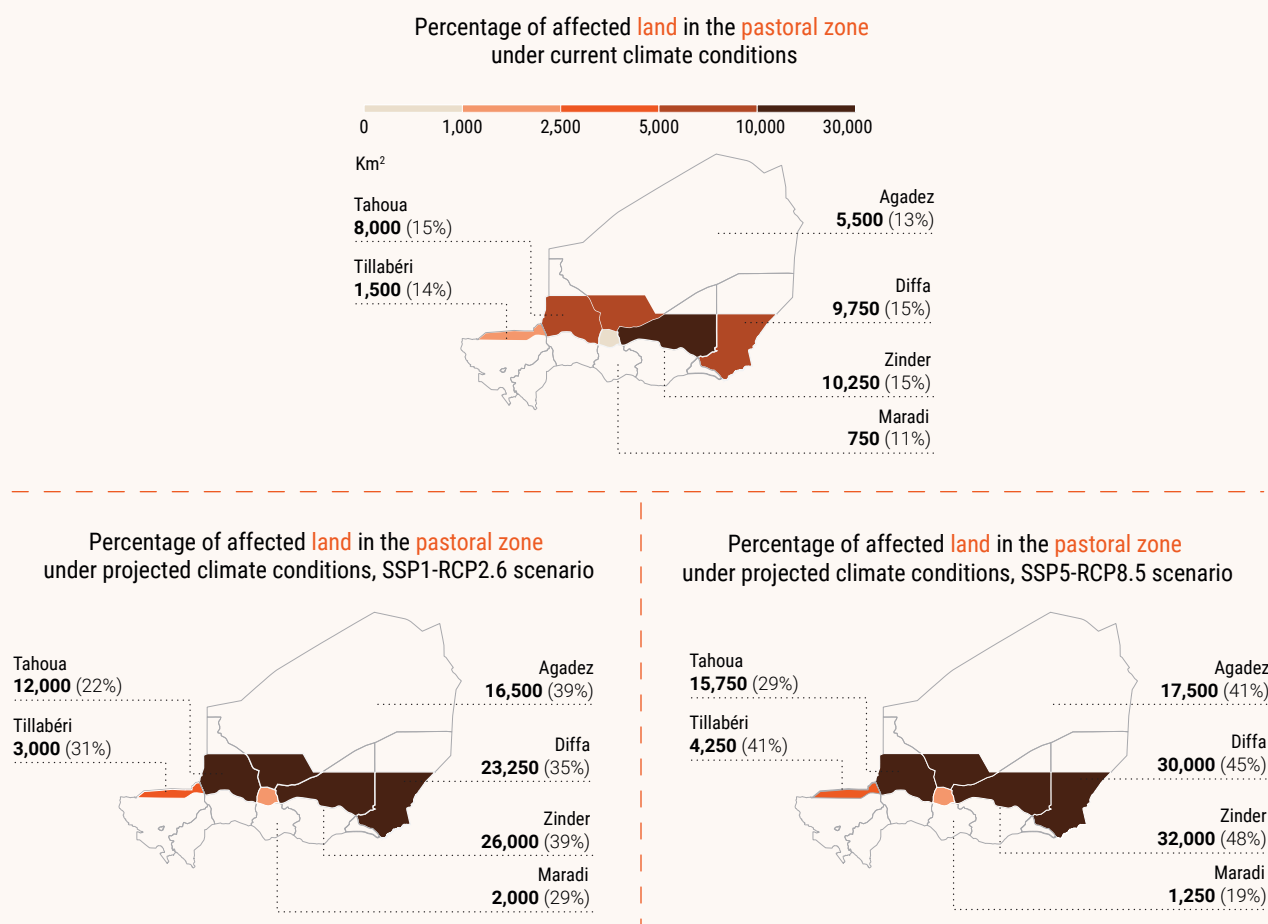 Percentage of affected land in the pastoral zone
under current climate conditions
0 1,000 2,500 5,000 10,000 30,000
Km²
Tahoua
8,000 (15%)
Tillabéri
1,500 (14%)
Agadez
5,500 (13%)
Diffa
9,750 (15%)
Zinder
10,250 (15%)
Maradi
750 (11%)
Percentage of affected land in the pastoral zone
under projected climate conditions, SSP1-RCP2.6 scenario
Tahoua
12,000 (22%)
Tillabéri
3,000 (31%)
Agadez
16,500 (39%)
Diffa
23,250 (35%)
Zinder
26,000 (39%)
Maradi
2,000 (29%)
Percentage of affected land in the pastoral zone
under projected climate conditions, SSP5-RCP8.5 scenario
Tahoua
15,750 (29%)
Tillabéri
4,250 (41%)
Agadez
17,500 (41%)
Diffa
30,000 (45%)
Zinder
32,000 (48%)
Maradi
1,250 (19%)